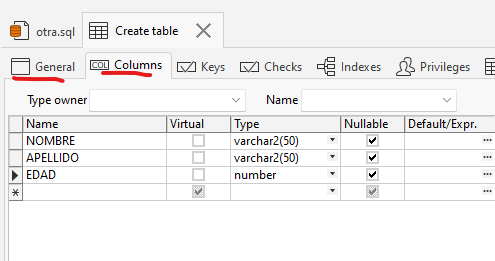 otra.sql Create table
General COL Columns Keys Checks Indexes Privileges
Type owner Name
Name Virtual Type Nullable Default/Expr.
NOMBRE varchar2(50) ...
APELLIDO varchar2(50) ...
EDAD number ...
* ...